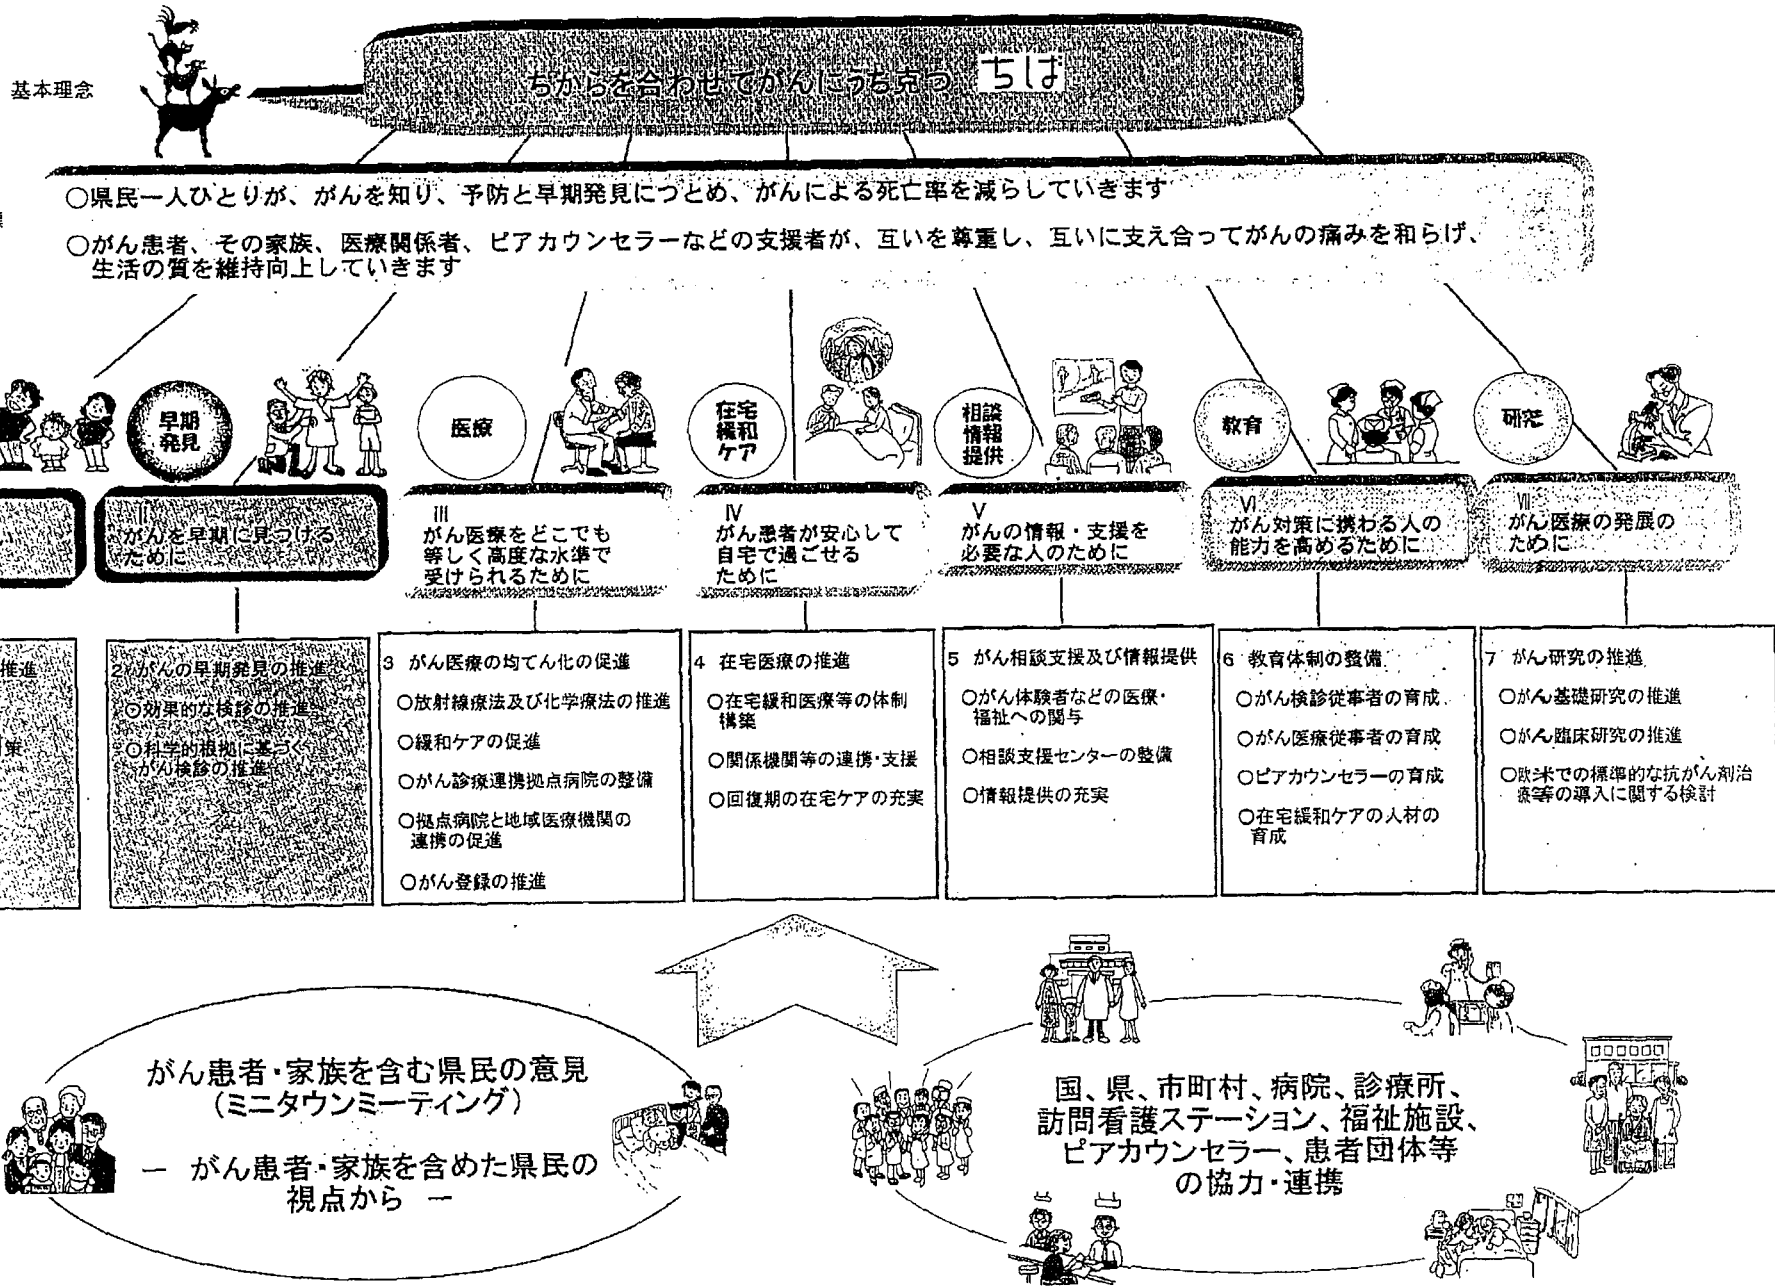 基本理念
ちからを合わせてがんにうち克つ ちば
○県民一人ひとりが、がんを知り、予防と早期発見につとめ、がんによる死亡率を減らしていきます
○がん患者、その家族、医療関係者、ピアカウンセラーなどの支援者が、互いを尊重し、互いに支え合ってがんの痛みを和らげ、
生活の質を維持向上していきます
早期
発見
医療
在宅
緩和
ケア
相談
情報
提供
教育
研究
い
II
がんを早期に見つける
ために
III
がん医療をどこでも
等しく高度な水準で
受けられるために
IV
がん患者が安心して
自宅で過ごせる
ために
V
がんの情報・支援を
必要な人のために
VI
がん対策に携わる人の
能力を高めるために
VII
がん医療の発展の
ために
推進
策
2 がんの早期発見の推進
○効果的な検診の推進
○科学的根拠に基づく
がん検診の推進
3 がん医療の均てん化の促進
○放射線療法及び化学療法の推進
○緩和ケアの促進
○がん診療連携拠点病院の整備
○拠点病院と地域医療機関の
連携の促進
○がん登録の推進
4 在宅医療の推進
○在宅緩和医療等の体制
構築
○関係機関等の連携・支援
○回復期の在宅ケアの充実
5 がん相談支援及び情報提供
○がん体験者などの医療・
福祉への関与
○相談支援センターの整備
○情報提供の充実
6 教育体制の整備
○がん検診従事者の育成
○がん医療従事者の育成
○ピアカウンセラーの育成
○在宅緩和ケアの人材の
育成
7 がん研究の推進
○がん基礎研究の推進
○がん臨床研究の推進
○欧米での標準的な抗がん剤治
療等の導入に関する検討
がん患者・家族を含む県民の意見
（ミニタウンミーティング）
― がん患者・家族を含めた県民の
視点から ―
国、県、市町村、病院、診療所、
訪問看護ステーション、福祉施設、
ピアカウンセラー、患者団体等
の協力・連携